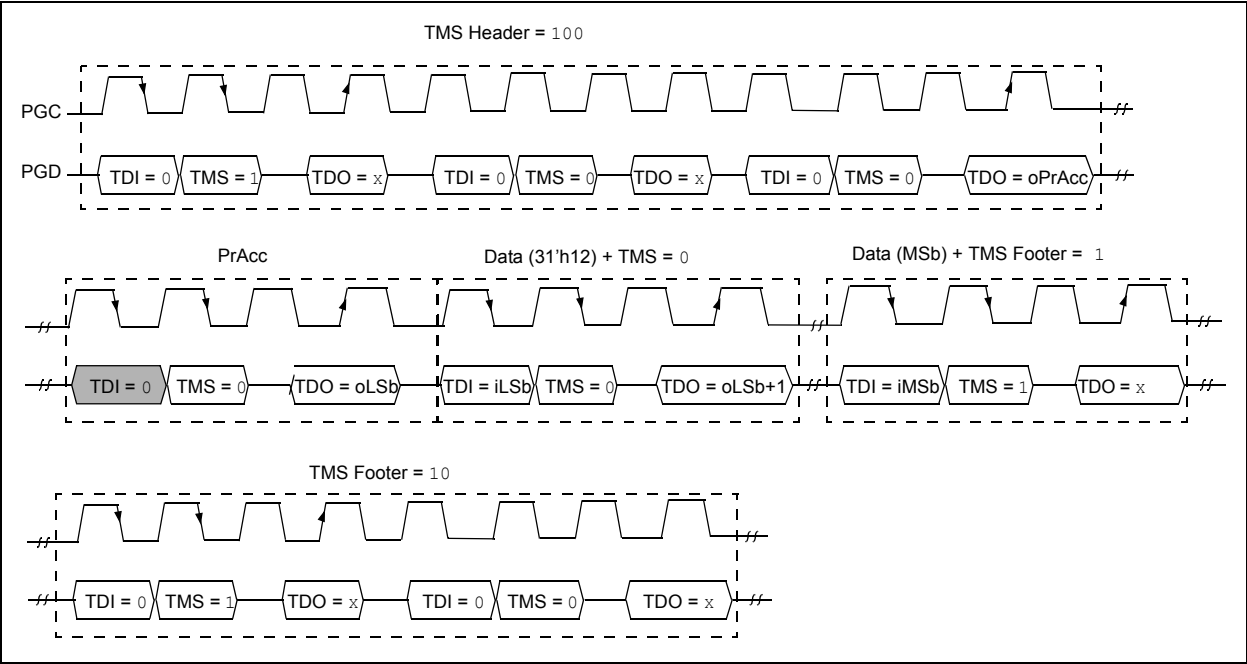 TMS Header = 100
PGC
PGD
TDI = 0 TMS = 1 TDO = x TDI = 0 TMS = 0 TDO = x TDI = 0 TMS = 0 TDO = oPrAcc
PrAcc Data (31'h12) + TMS = 0 Data (MSb) + TMS Footer = 1
TDI = 0 TMS = 0 TDO = oLSb TDI = iLSb TMS = 0 TDO = oLSb+1 TDI = iMSb TMS = 1 TDO = x
TMS Footer = 10
TDI = 0 TMS = 1 TDO = x TDI = 0 TMS = 0 TDO = x